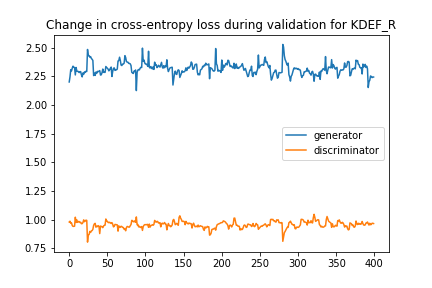 Change in cross-entropy loss during validation for KDEF_R
2.50
2.25
2.00
1.75
1.50
1.25
1.00
0.75
generator
discriminator
0 50 100 150 200 250 300 350 400